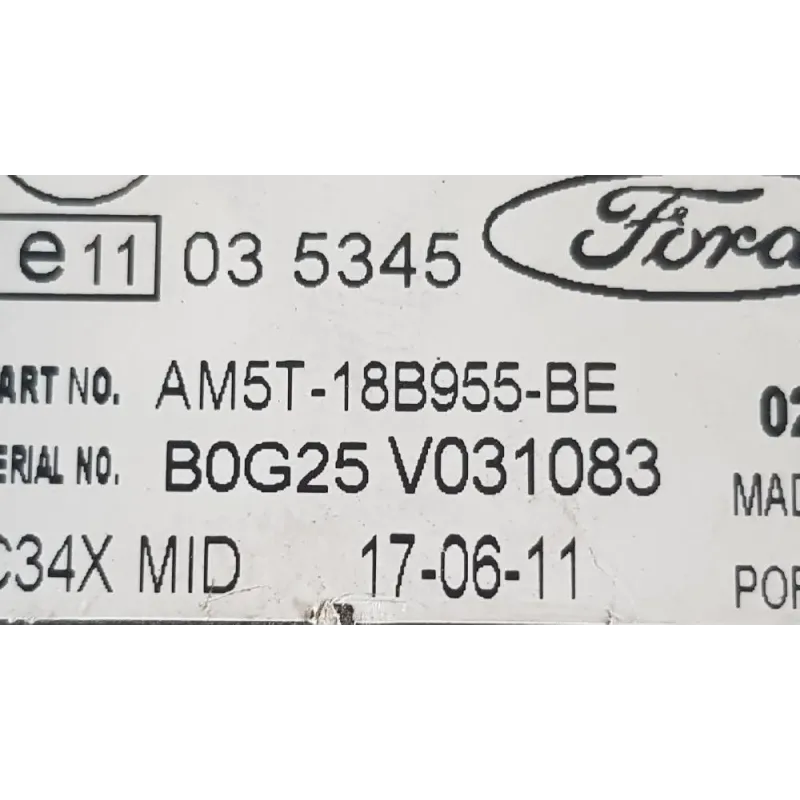 Ford
e11 03 5345
ART NO. AM5T-18B955-BE
02
ERIAL NO. B0G25 V031083
MAD
C34X MID 17-06-11
POR